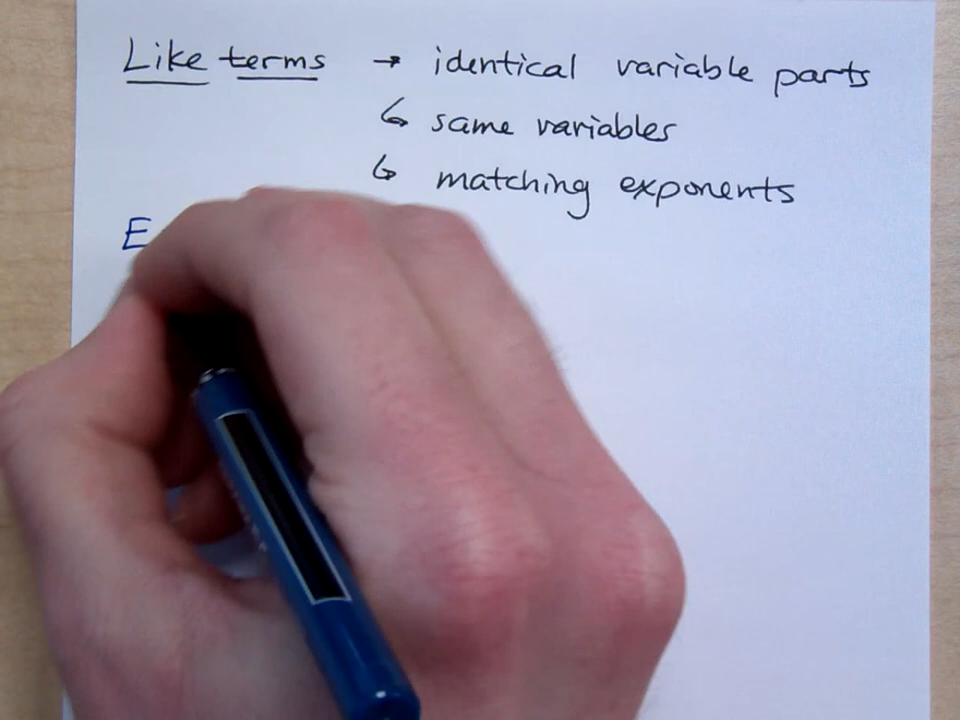 Like terms → identical variable parts
↳ same variables
↳ matching exponents
E